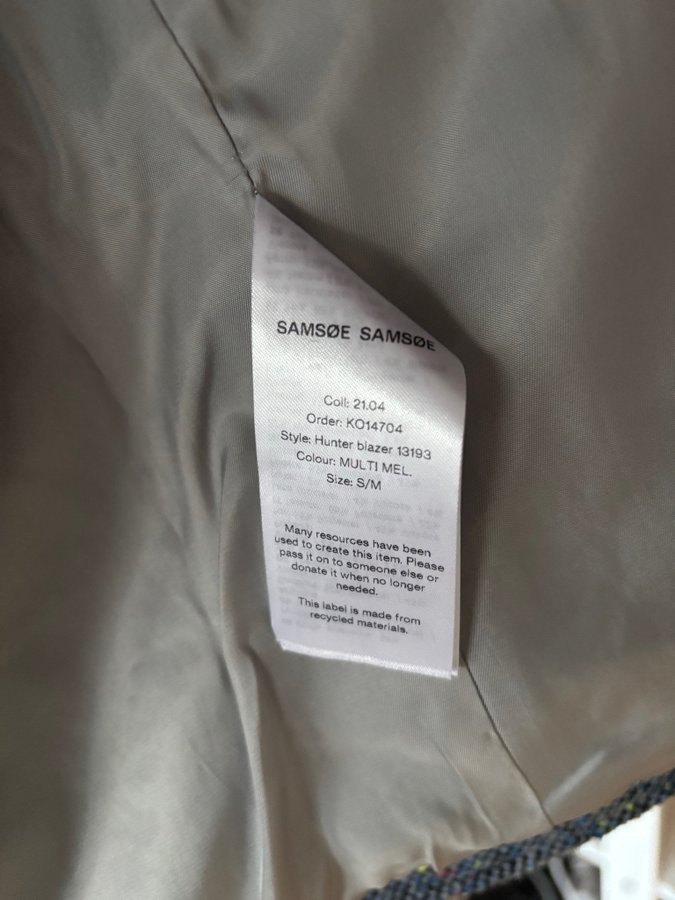 SAMSØE SAMSØE
Coll: 21.04
Order: KO14704
Style: Hunter blazer 13193
Colour: MULTI MEL.
Size: S/M
Many resources have been
used to create this item. Please
pass it on to someone else or
donate it when no longer
needed.
This label is made from
recycled materials.